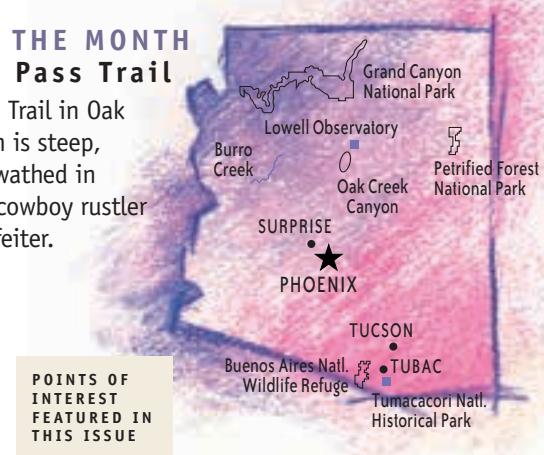 THE MONTH
Pass Trail
Trail in Oak
is steep,
in
cowboy rustler
Grand Canyon
National Park
Lowell Observatory
Burro
Creek
Oak Creek
Canyon
Petrified Forest
National Park
SURPRISE
PHOENIX
TUCSON
Buenos Aires Natl.
Wildlife Refuge
TUBAC
Tumacacori Natl.
Historical Park
POINTS OF
INTEREST
FEATURED IN
THIS ISSUE